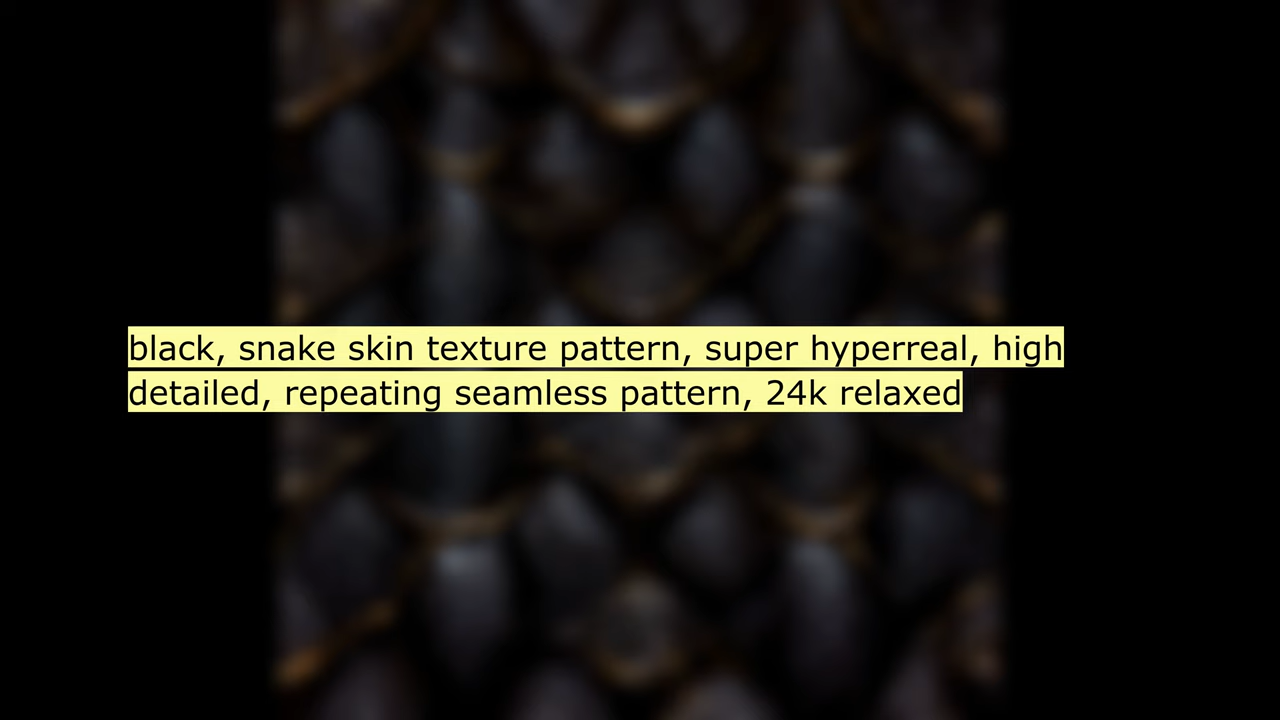 black, snake skin texture pattern, super hyperreal, high
detailed, repeating seamless pattern, 24k relaxed